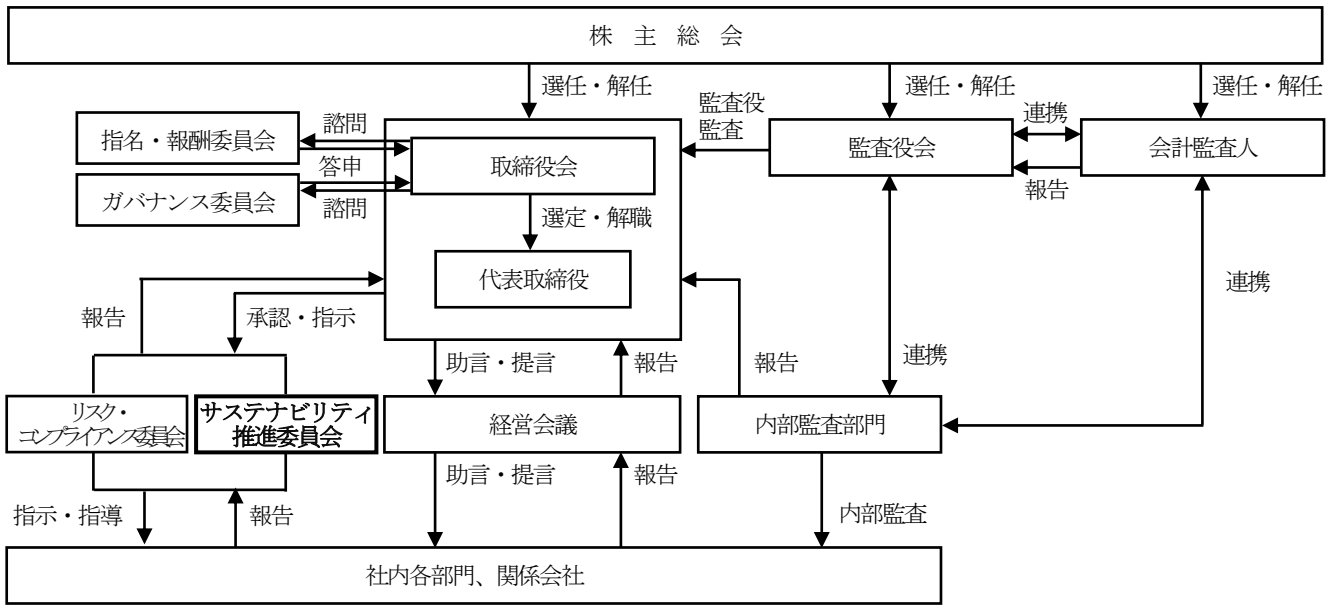 株 主 総 会
選任・解任
選任・解任
選任・解任
指名・報酬委員会
諮問
答申
ガバナンス委員会
諮問
取締役会
選定・解職
代表取締役
監査役
監査
監査役会
連携
報告
会計監査人
報告
承認・指示
助言・提言
報告
報告
連携
連携
リスク・
コンプライアンス委員会
サステナビリティ
推進委員会
経営会議
内部監査部門
指示・指導
報告
助言・提言
報告
内部監査
社内各部門、関係会社